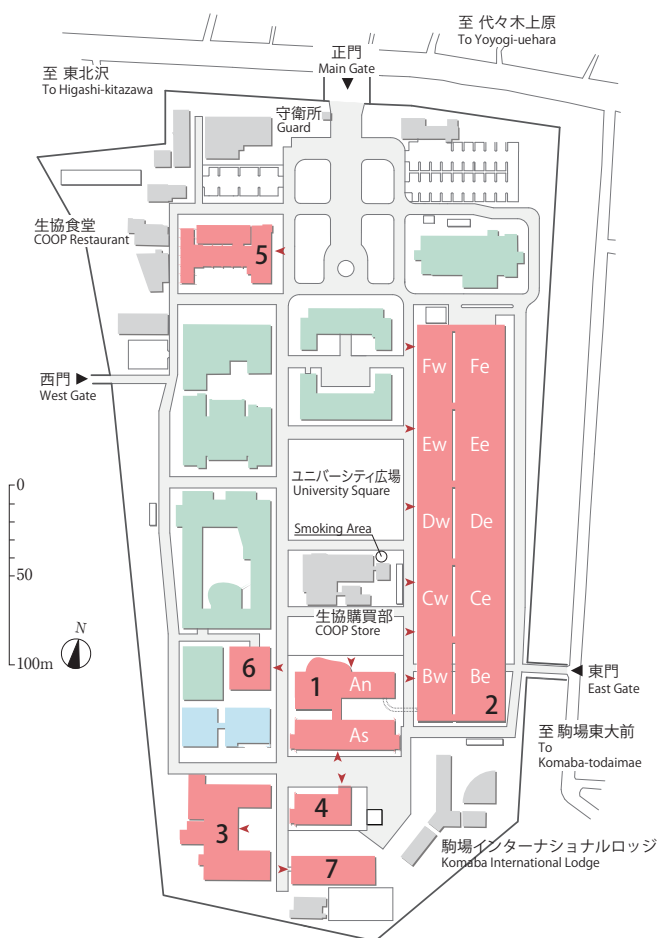 至 代々木上原
To Yoyogi-uehara
正門
Main Gate
至 東北沢
To Higashi-kitazawa
守衛所
Guard
生協食堂
COOP Restaurant
5
西門
West Gate
Fw Fe
Ew Ee
ユニバーシティ広場
University Square
0
50
100m
N
Smoking Area
Dw De
Cw Ce
生協購買部
COOP Store
6
1 An
Bw Be
2
As
東門
East Gate
至 駒場東大前
To
Komaba-todaimae
3
4
駒場インターナショナルロッジ
Komaba International Lodge
7